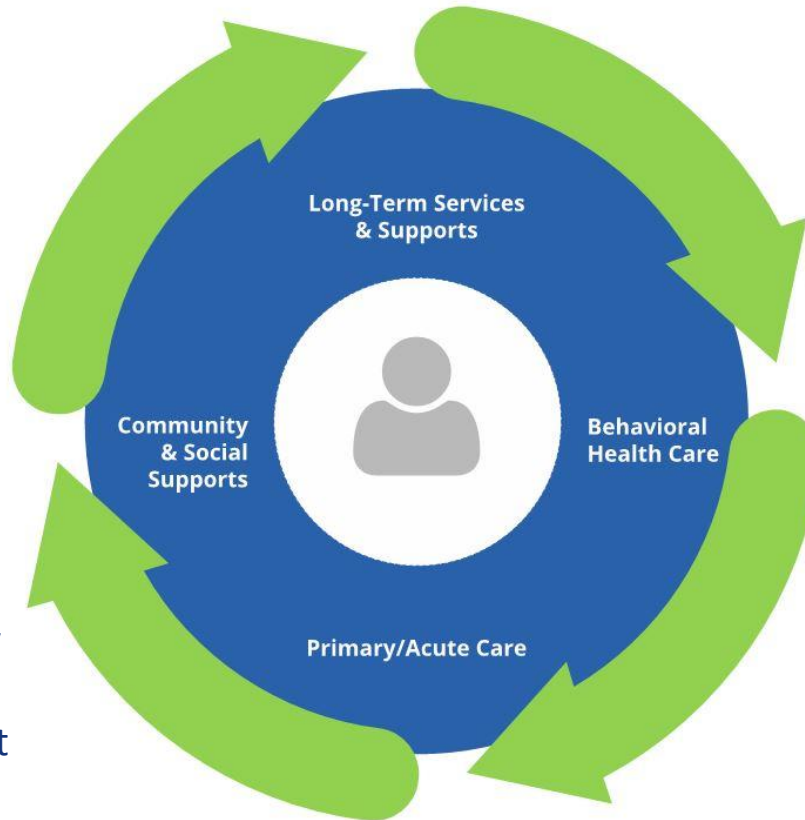 Long-Term Services
& Supports
Behavioral
Health Care
Primary/Acute Care
Community
& Social
Supports